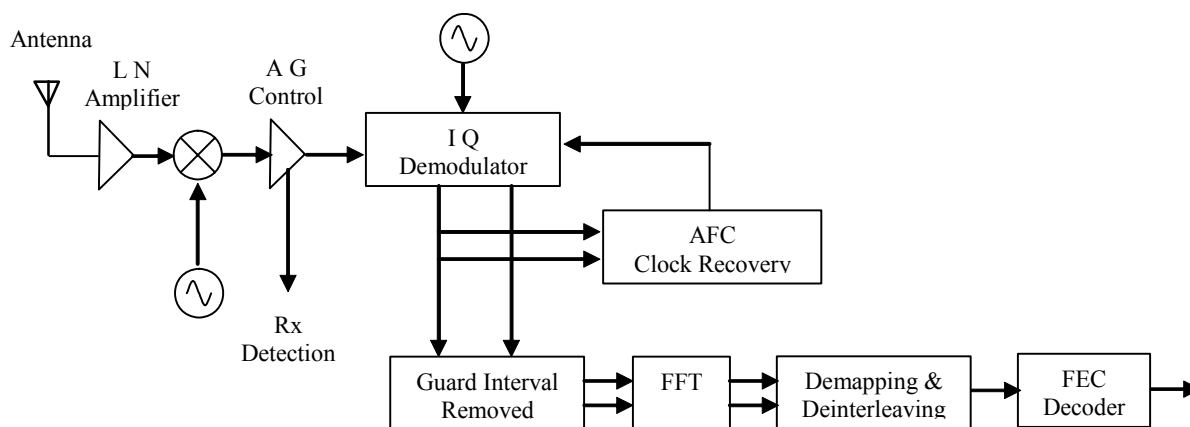 Antenna
L N
Amplifier
A G
Control
I Q
Demodulator
AFC
Clock Recovery
Rx
Detection
Guard Interval
Removed
FFT
Demapping &
Deinterleaving
FEC
Decoder